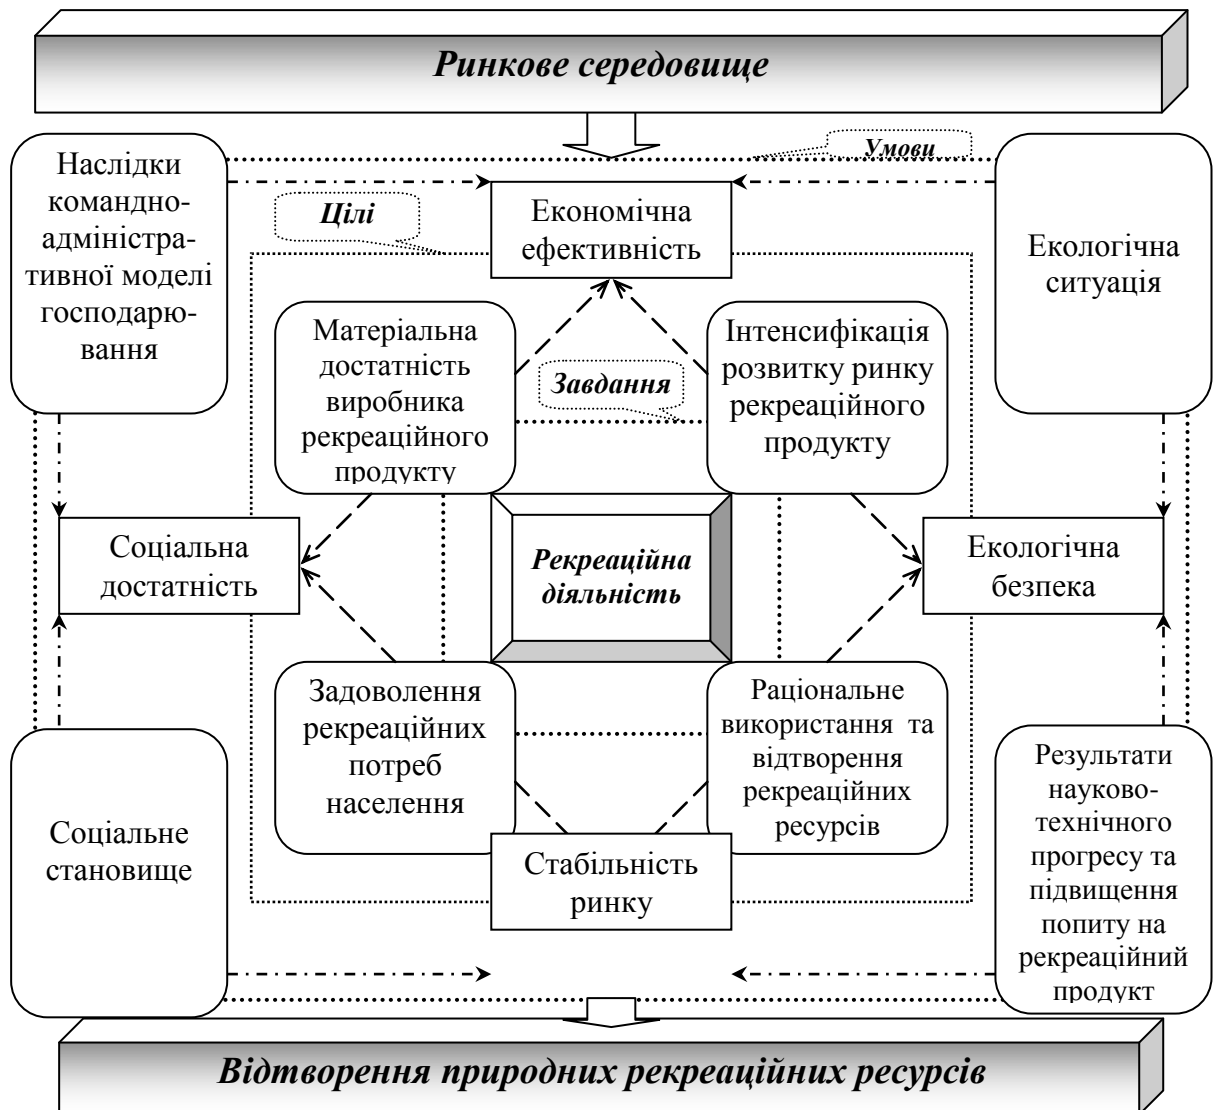 Ринкове середовище
Умови
Наслідки
командно-
адміністра-
тивної моделі
господарю-
вання
Цілі
Економічна
ефективність
Екологічна
ситуація
Матеріальна
достатність
виробника
рекреаційного
продукту
Завдання
Інтенсифікація
розвитку ринку
рекреаційного
продукту
Соціальна
достатність
Рекреаційна
діяльність
Екологічна
безпека
Задоволення
рекреаційних
потреб
населення
Раціональне
використання та
відтворення
рекреаційних
ресурсів
Соціальне
становище
Стабільність
ринку
Результати
науково-
технічного
прогресу та
підвищення
попиту на
рекреаційний
продукт
Відтворення природних рекреаційних ресурсів